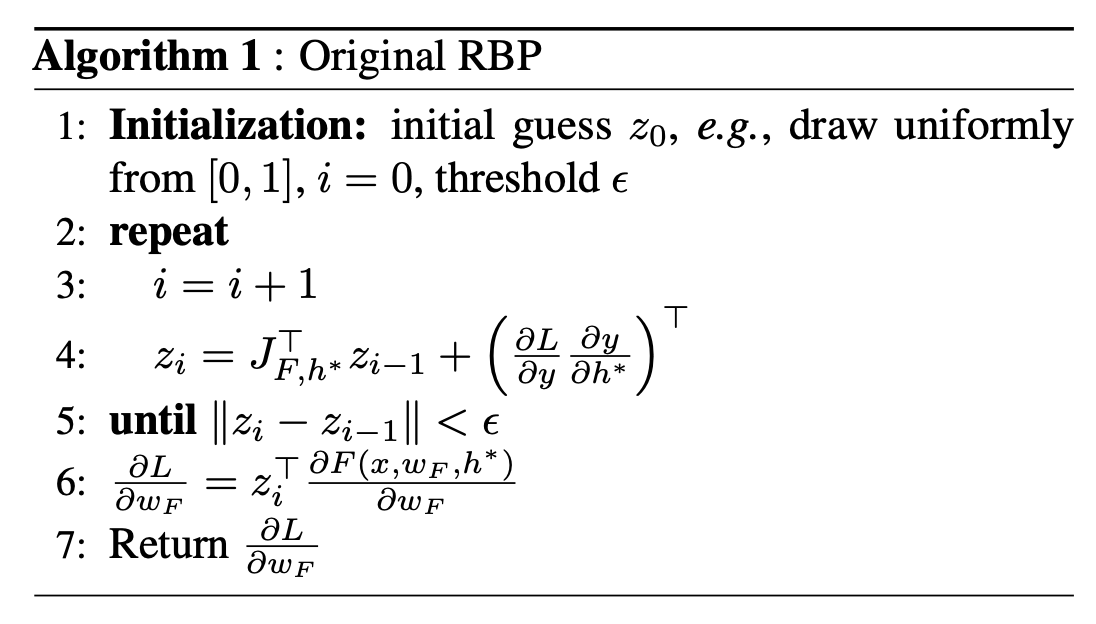 Algorithm 1 : Original RBP
1: Initialization: initial guess $z_0$, e.g., draw uniformly
from $[0, 1]$, $i = 0$, threshold $\epsilon$
2: repeat
3: $i = i + 1$
4: $z_i = J_{F,h^*}^\top z_{i-1} + \left( \frac{\partial L}{\partial y} \frac{\partial y}{\partial h^*} \right)^\top$
5: until $\| z_i - z_{i-1} \| < \epsilon$
6: $\frac{\partial L}{\partial w_F} = z_i^\top \frac{\partial F(x, w_F, h^*)}{\partial w_F}$
7: Return $\frac{\partial L}{\partial w_F}$